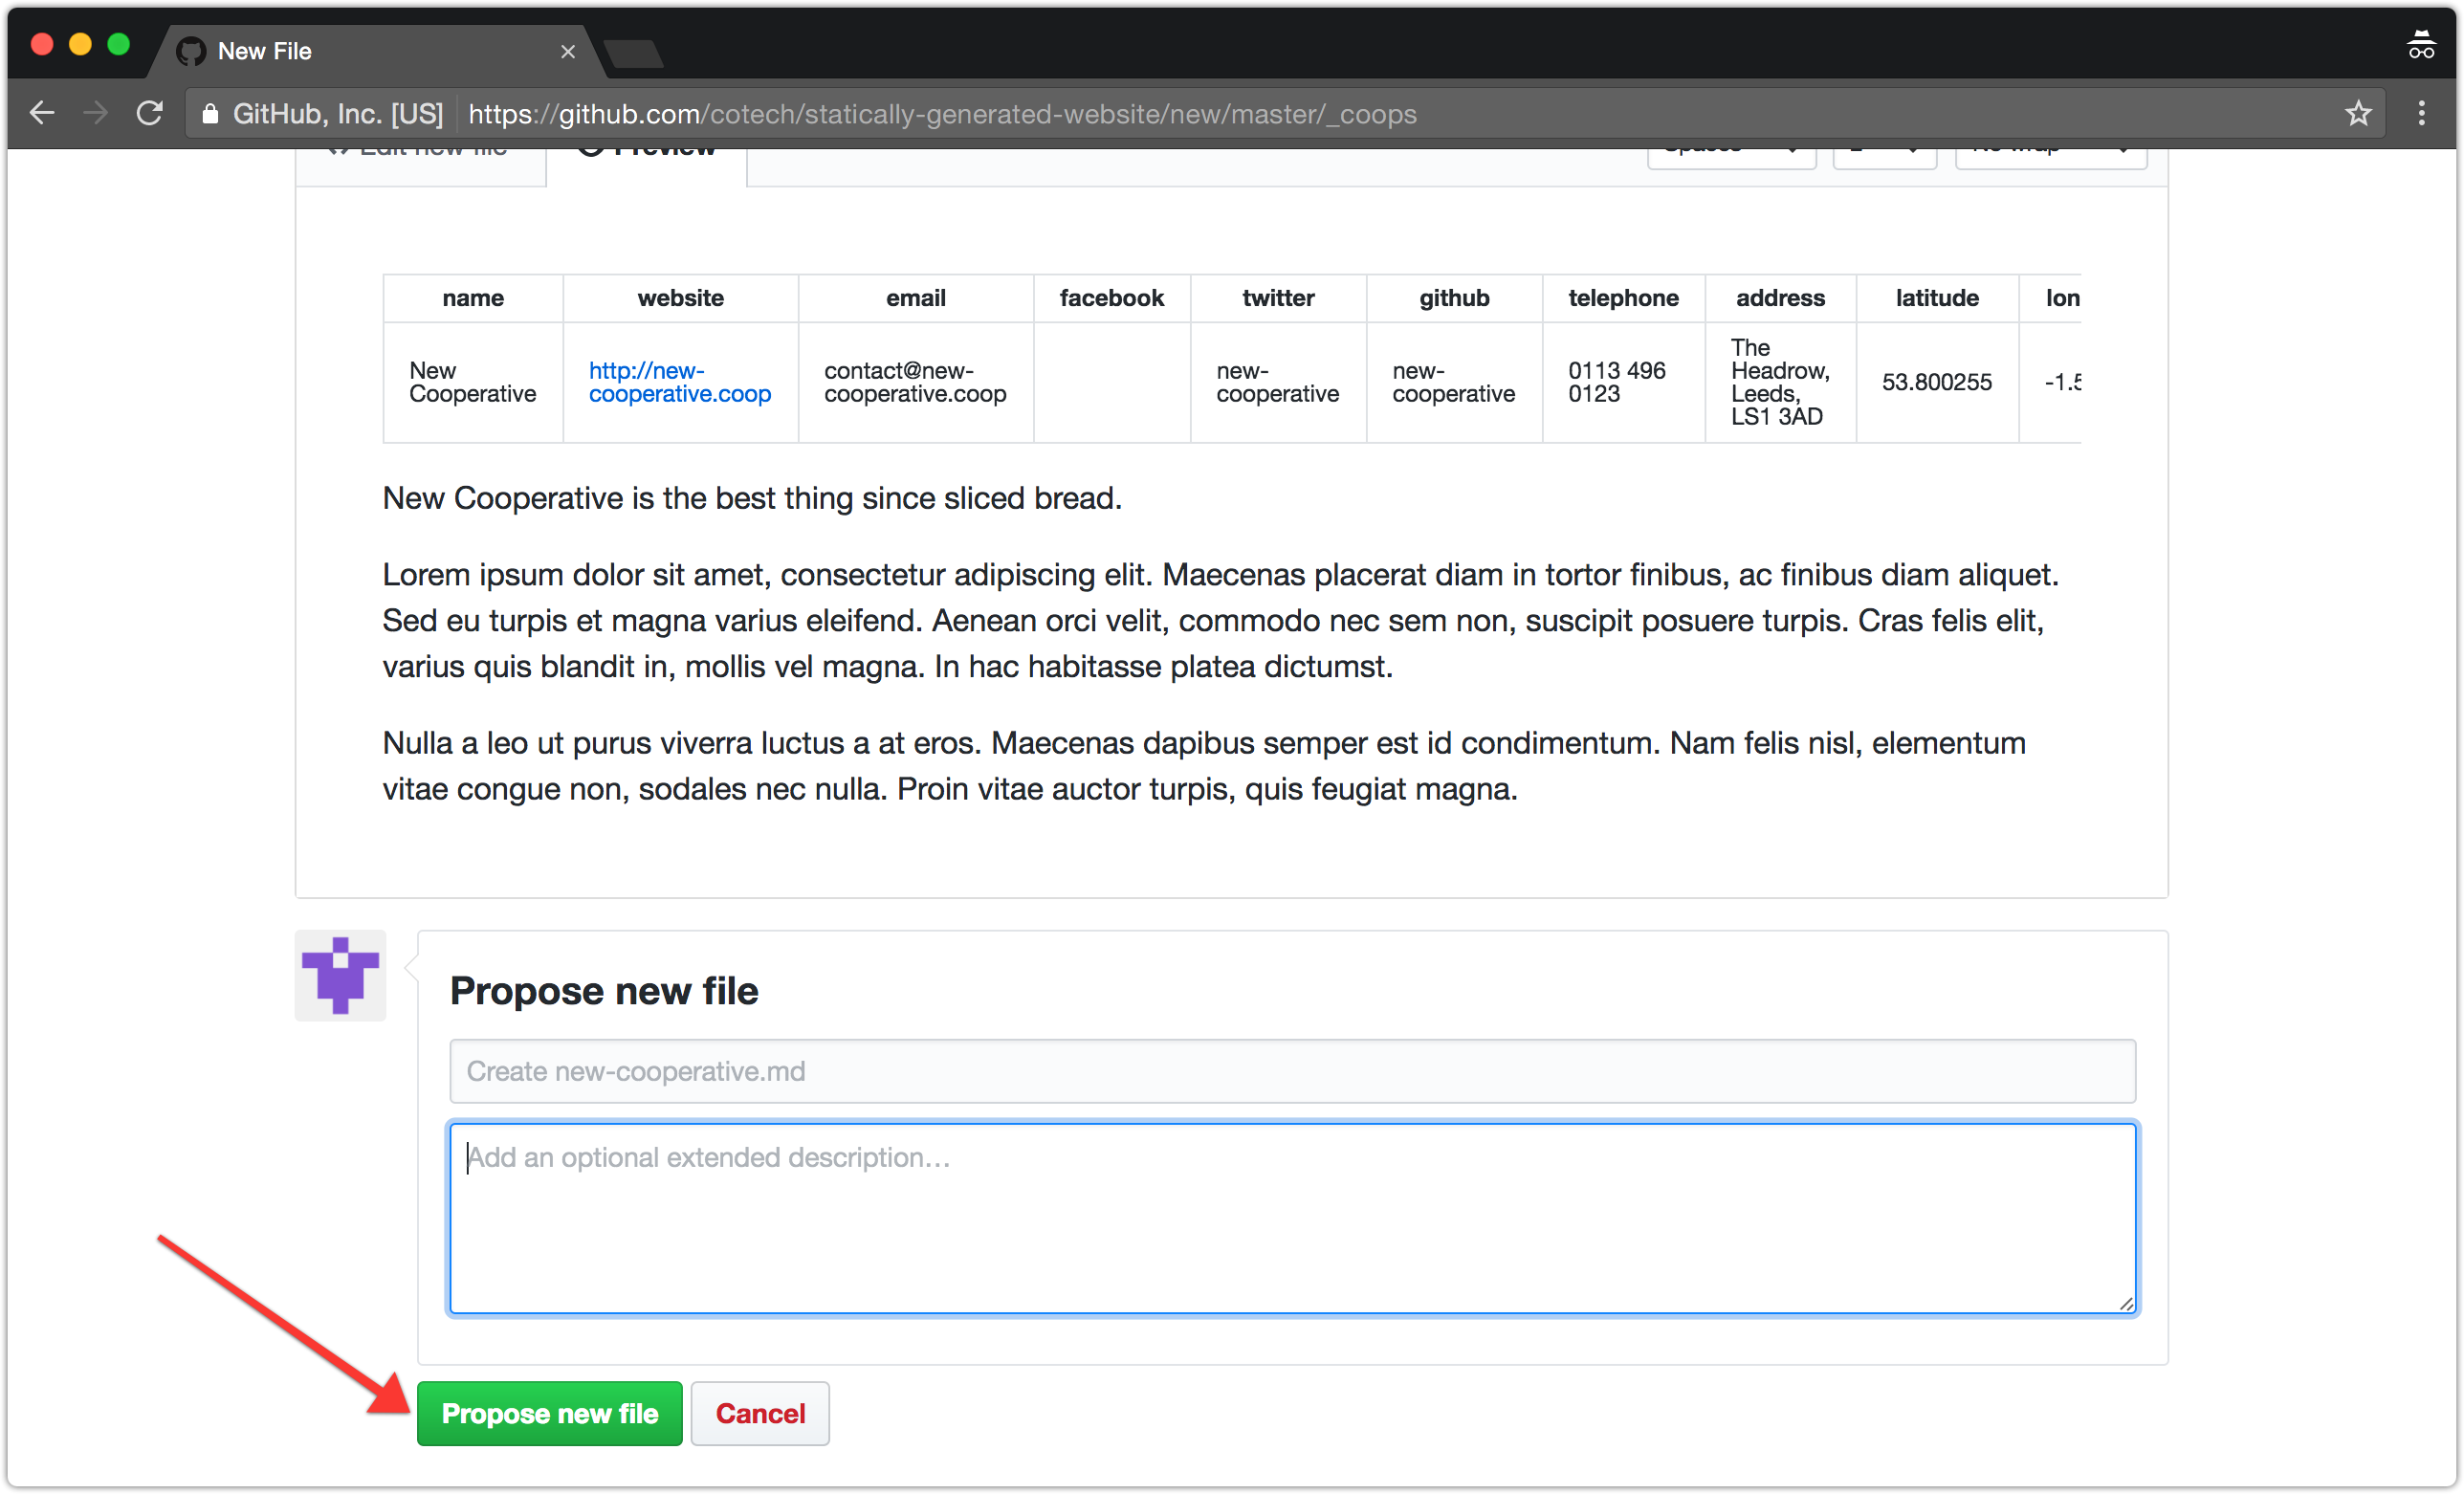 New File
GitHub, Inc. [US] https://github.com/cotech/statically-generated-website/new/master/_coops
Edit new file Preview Spaces 2 No wrap
name website email facebook twitter github telephone address latitude lon
New
Cooperative
http://new-
cooperative.coop
contact@new-
cooperative.coop
new-
cooperative
new-
cooperative
0113 496
0123
The
Headrow,
Leeds,
LS1 3AD
53.800255
-1.5
New Cooperative is the best thing since sliced bread.
Lorem ipsum dolor sit amet, consectetur adipiscing elit. Maecenas placerat diam in tortor finibus, ac finibus diam aliquet.
Sed eu turpis et magna varius eleifend. Aenean orci velit, commodo nec sem non, suscipit posuere turpis. Cras felis elit,
varius quis blandit in, mollis vel magna. In hac habitasse platea dictumst.
Nulla a leo ut purus viverra luctus a at eros. Maecenas dapibus semper est id condimentum. Nam felis nisl, elementum
vitae congue non, sodales nec nulla. Proin vitae auctor turpis, quis feugiat magna.
Propose new file
Create new-cooperative.md
Add an optional extended description…
Propose new file Cancel